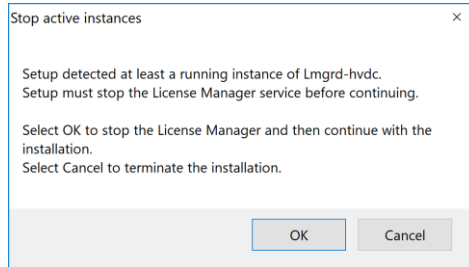 Stop active instances
Setup detected at least a running instance of Lmgrd-hvdc.
Setup must stop the License Manager service before continuing.
Select OK to stop the License Manager and then continue with the
installation.
Select Cancel to terminate the installation.
OK Cancel